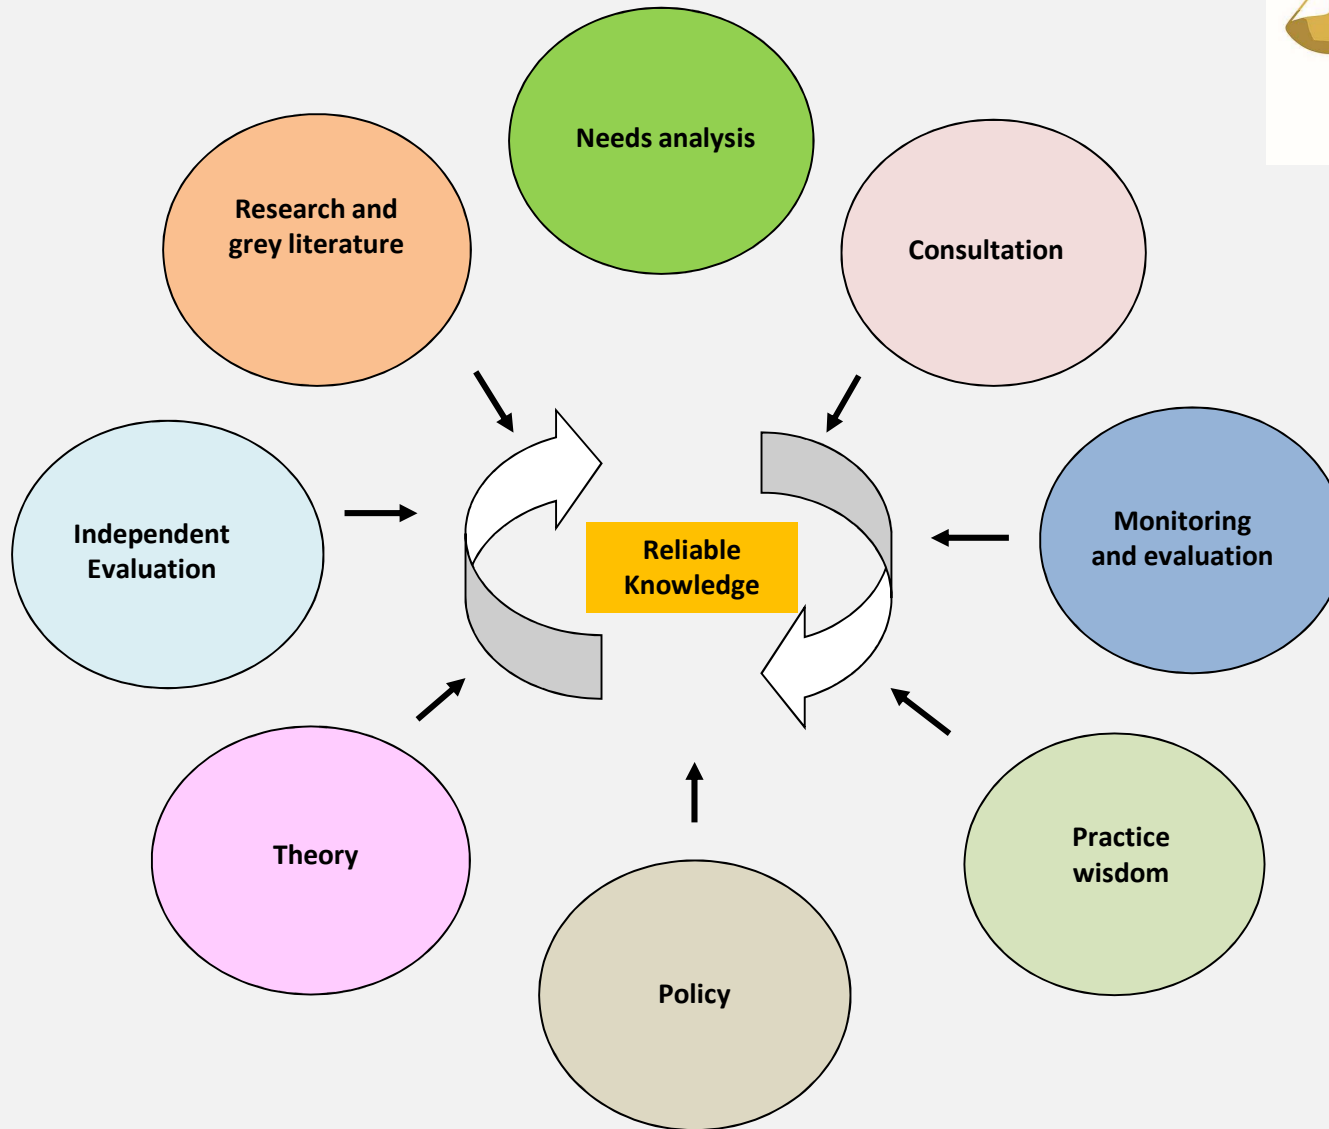 Needs analysis
Research and
grey literature
Consultation
Independent
Evaluation
Reliable
Knowledge
Monitoring
and evaluation
Theory
Practice
wisdom
Policy